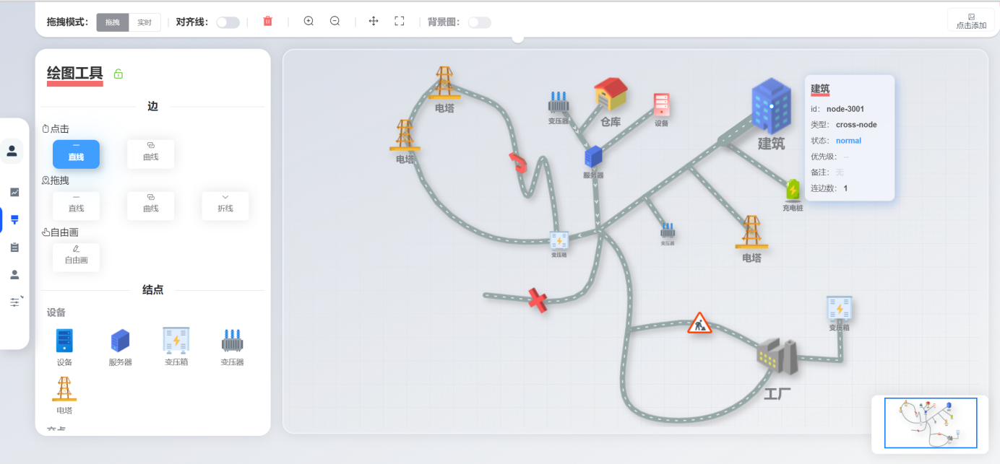 拖拽模式: 拖拽 实时 对齐线: 背景图:
点击添加
绘图工具
边
点击
直线 曲线
拖拽
直线 曲线 折线
自由画
自由画
结点
设备
设备 服务器 变压箱 变压器
电塔
电塔
变压器
仓库
设备
电塔
服务器
建筑
充电桩
变压器
变压箱
电塔
变压箱
工厂
建筑
id: node-3001
类型: cross-node
状态: normal
优先级: --
备注: 无
连边数: 1